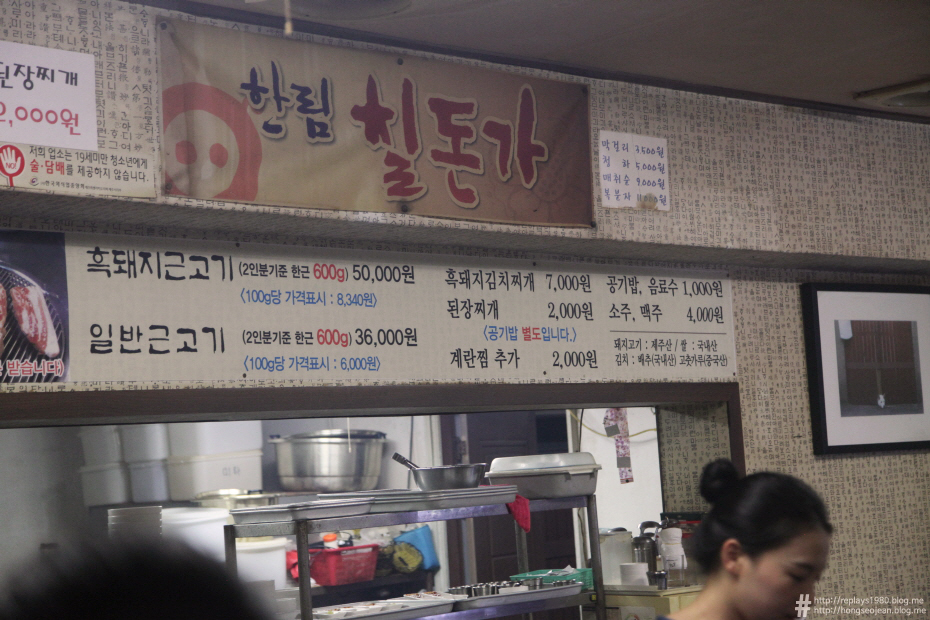 된장찌개
2,000원
저희 업소는 19세미만 청소년에게
술·담배를 제공하지 않습니다.
NO!
한림 칠돈가
막걸리 3500원
청하 5,000원
매취순 9,000원
복분자
흑돼지근고기 (2인분기준 한근 600g) 50,000원
<100g당 가격표시 : 8,340원>
일반근고기 (2인분기준 한근 600g) 36,000원
<100g당 가격표시 : 6,000원>
받습니다)
흑돼지김치찌개 7,000원
된장찌개 2,000원
<공기밥 별도입니다.>
계란찜 추가 2,000원
공기밥, 음료수 1,000원
소주, 맥주 4,000원
돼지고기 : 제주산 / 쌀 : 국내산
김치 : 배추(국내산) 고추가루(중국산)
# http://replays1980.blog.me
http://hongseojean.blog.me